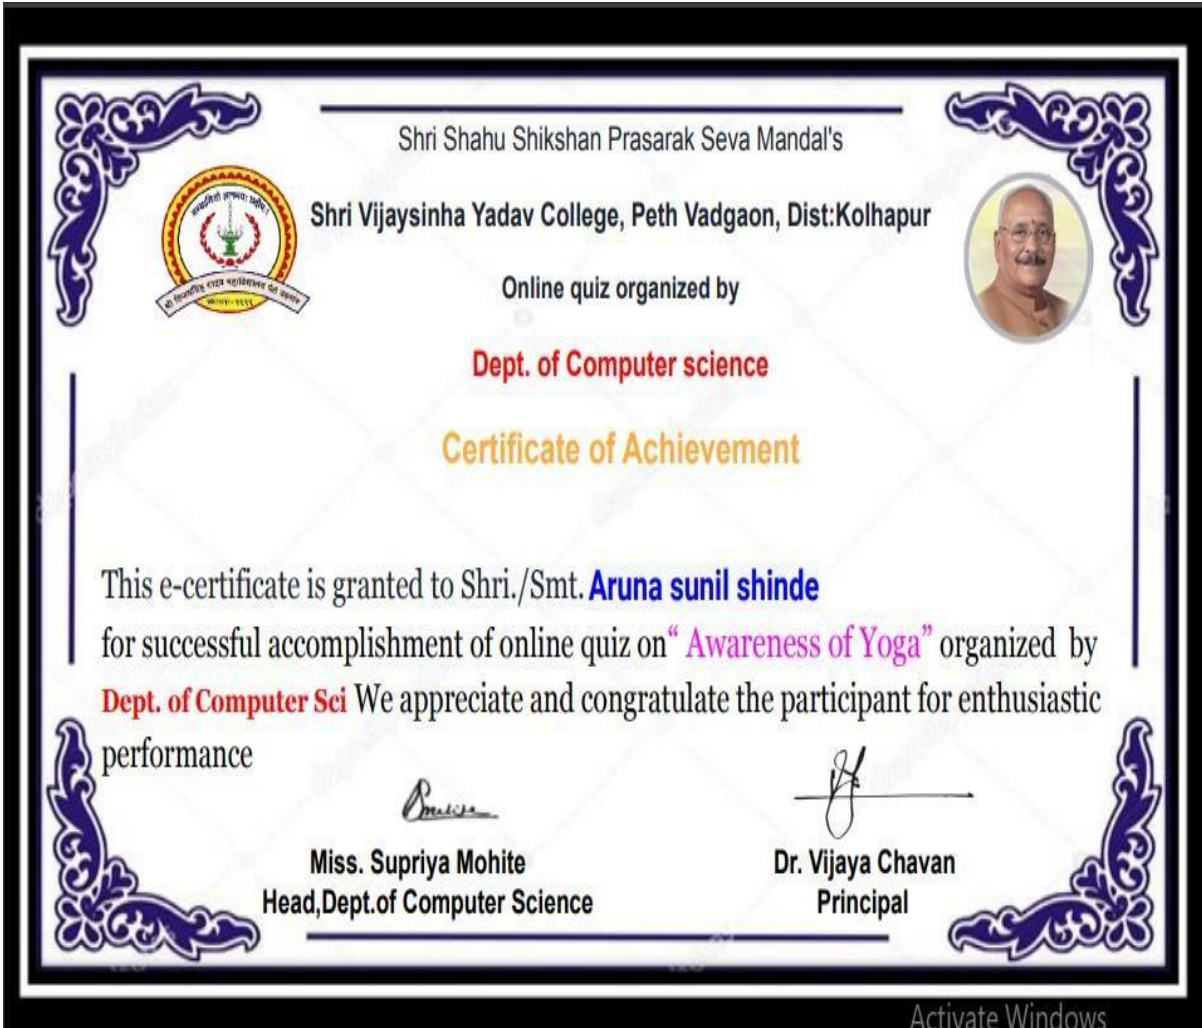 Shri Shahu Shikshan Prasarak Seva Mandal's
Shri Vijaysinha Yadav College, Peth Vadgaon, Dist:Kolhapur
Online quiz organized by
Dept. of Computer science
Certificate of Achievement
This e-certificate is granted to Shri./Smt. Aruna sunil shinde
for successful accomplishment of online quiz on“ Awareness of Yoga” organized by
Dept. of Computer Sci We appreciate and congratulate the participant for enthusiastic
performance
Miss. Supriya Mohite
Head,Dept.of Computer Science
Dr. Vijaya Chavan
Principal
Activate Windows